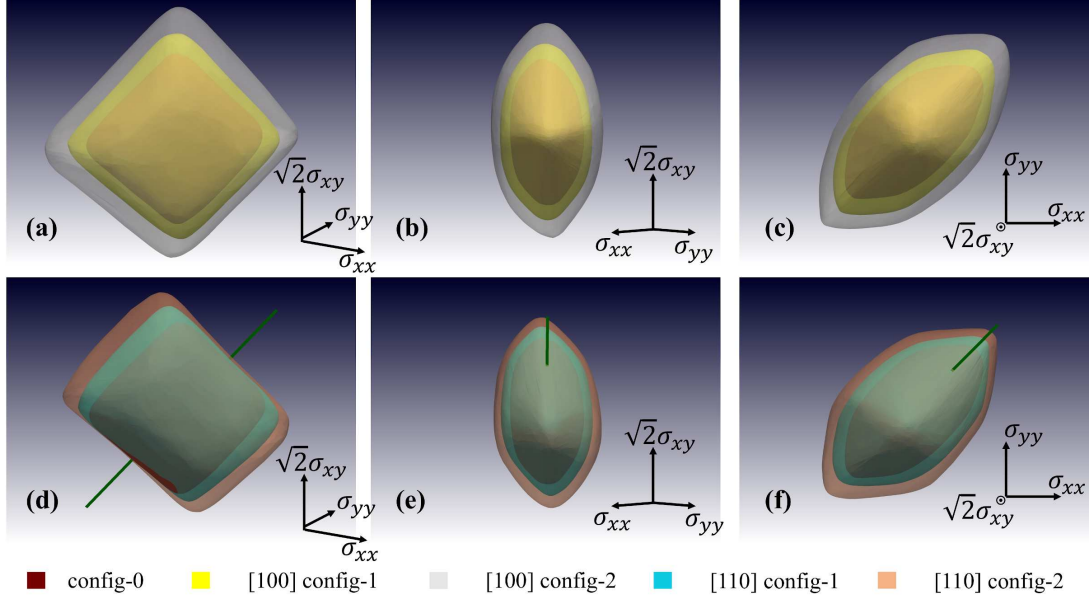 √2σxy
σyy
σxx
(a)
√2σxy
σxx
σyy
(b)
σyy
σxx
√2σxy
(c)
√2σxy
σyy
σxx
(d)
√2σxy
σxx
σyy
(e)
σyy
σxx
√2σxy
(f)
config-0 [100] config-1 [100] config-2 [110] config-1 [110] config-2